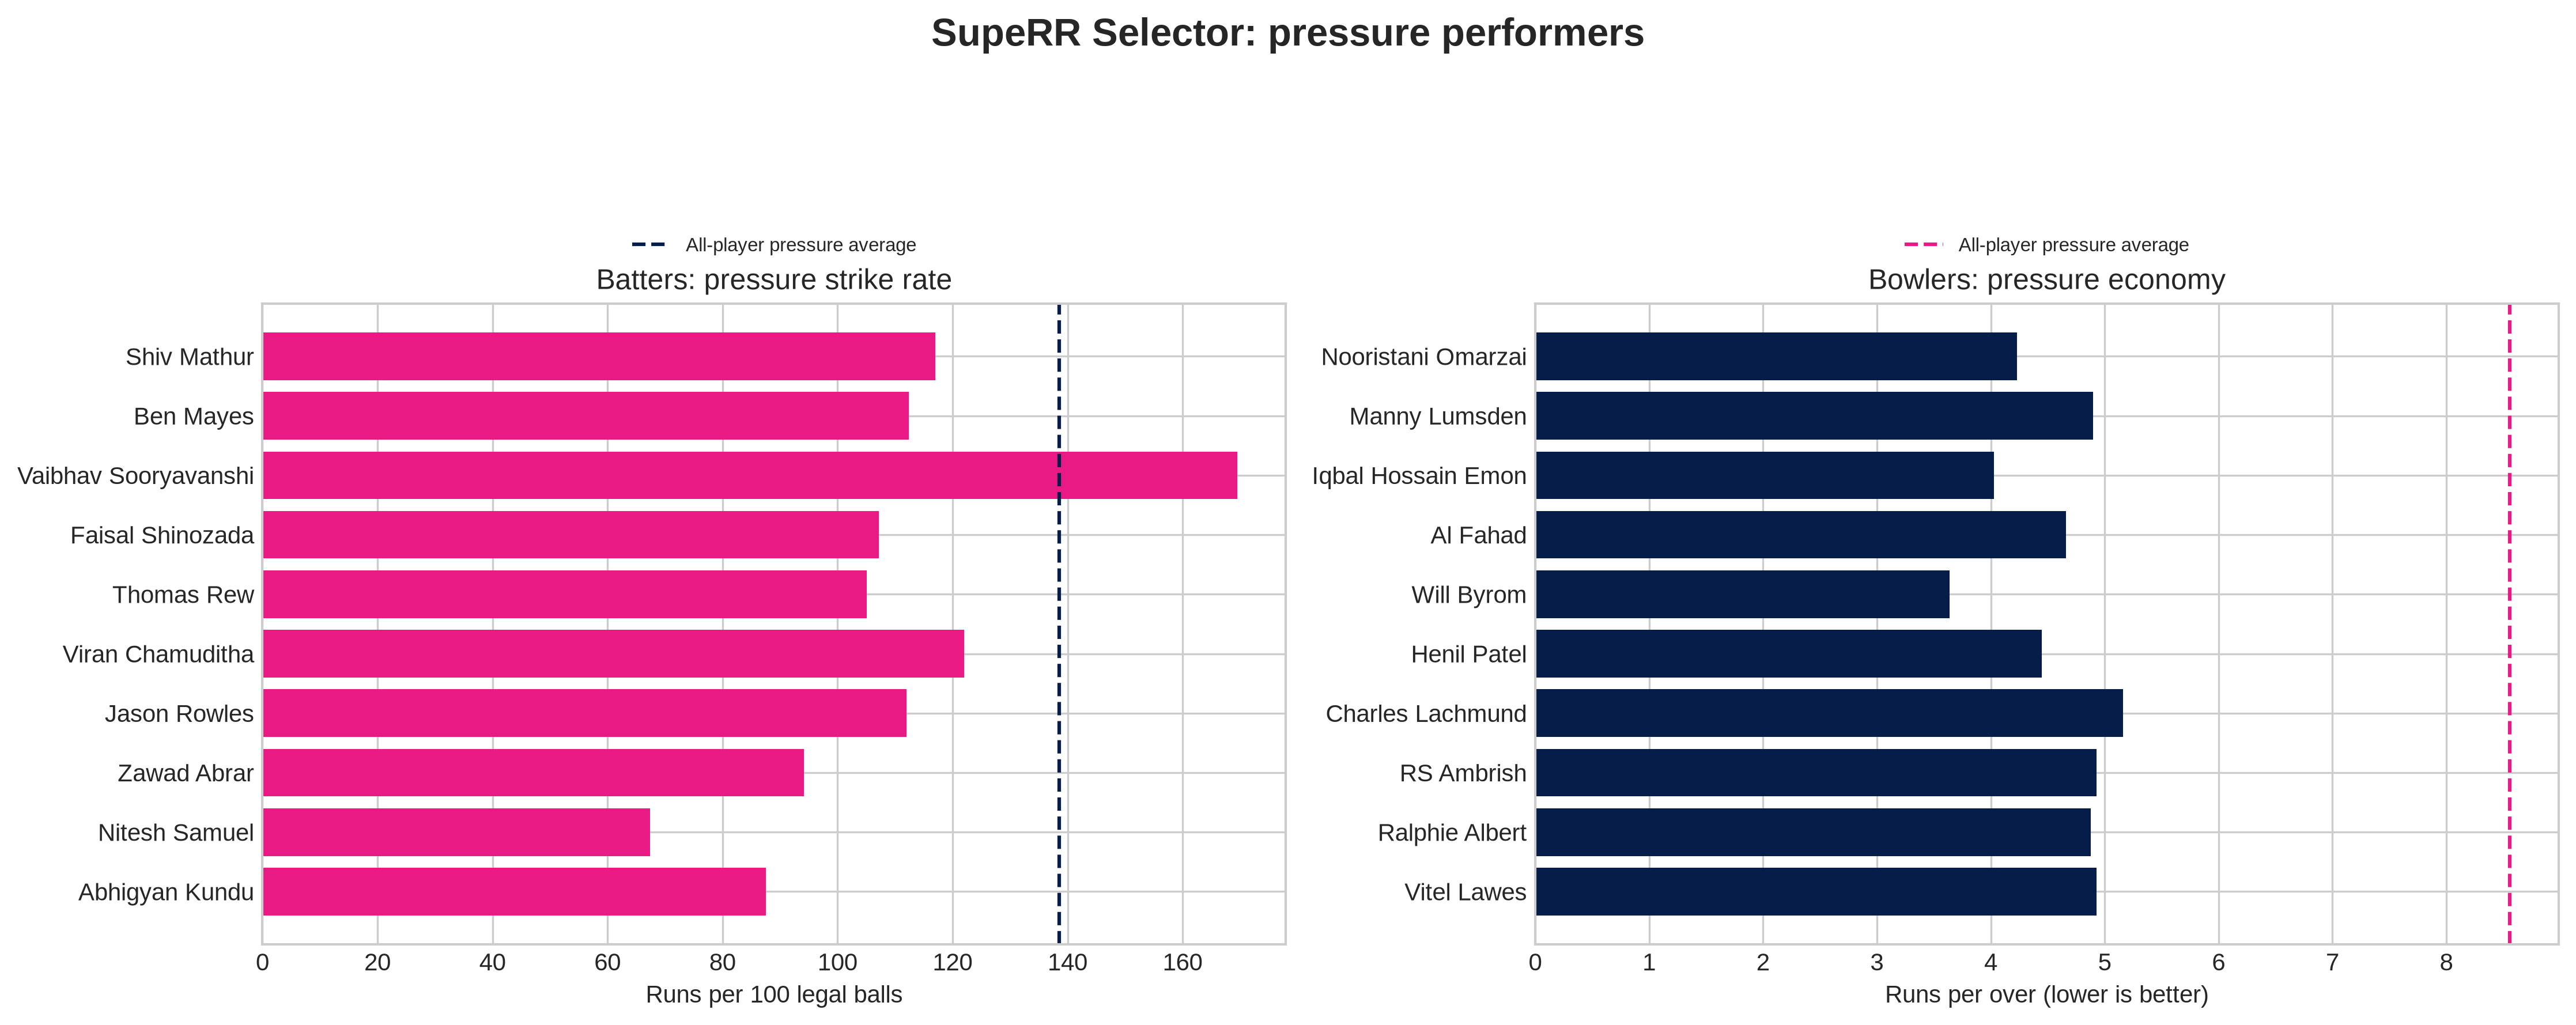 SupeRR Selector: pressure performers
All-player pressure average
Batters: pressure strike rate
Shiv Mathur
Ben Mayes
Vaibhav Sooryavanshi
Faisal Shinozada
Thomas Rew
Viran Chamuditha
Jason Rowles
Zawad Abrar
Nitesh Samuel
Abhigyan Kundu
0 20 40 60 80 100 120 140 160
Runs per 100 legal balls
All-player pressure average
Bowlers: pressure economy
Nooristani Omarzai
Manny Lumsden
Iqbal Hossain Emon
Al Fahad
Will Byrom
Henil Patel
Charles Lachmund
RS Ambrish
Ralphie Albert
Vitel Lawes
0 1 2 3 4 5 6 7 8
Runs per over (lower is better)